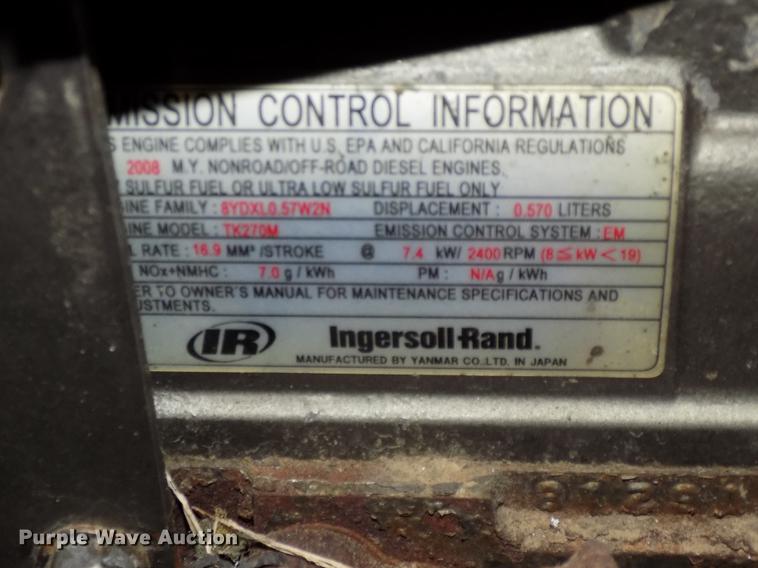 MISSION CONTROL INFORMATION
S ENGINE COMPLIES WITH U.S. EPA AND CALIFORNIA REGULATIONS
2008 M.Y. NONROAD/OFF-ROAD DIESEL ENGINES.
SULFUR FUEL OR ULTRA LOW SULFUR FUEL ONLY
INE FAMILY : 8YDXL0.57W2N DISPLACEMENT : 0.570 LITERS
INE MODEL : TK270M EMISSION CONTROL SYSTEM : EM
L RATE : 16.9 MM³ /STROKE @ 7.4 kW/ 2400 RPM (8≦kW<19)
NOx+NMHC : 7.0 g / kWh PM : N/A g / kWh
ER TO OWNER'S MANUAL FOR MAINTENANCE SPECIFICATIONS AND
USTMENTS.
IR Ingersoll-Rand®
MANUFACTURED BY YANMAR CO.,LTD. IN JAPAN
Purple Wave Auction